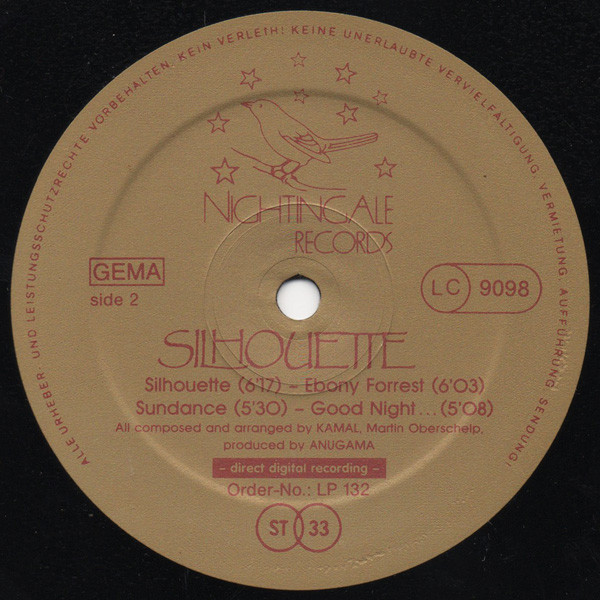 ALLE URHEBER- UND LEISTUNGSSCHUTZRECHTE VORBEHALTEN. KEIN VERLEIH! KEINE UNERLAUBTE VERVIELFÄLTIGUNG, VERMIETUNG, AUFFÜHRUNG, SENDUNG!
NIGHTINGALE
RECORDS
GEMA
side 2
LC 9098
SILHOUETTE
Silhouette (6'17) – Ebony Forrest (6'03)
Sundance (5'30) – Good Night... (5'08)
All composed and arranged by KAMAL, Martin Oberschelp,
produced by ANUGAMA
– direct digital recording –
Order-No.: LP 132
ST 33